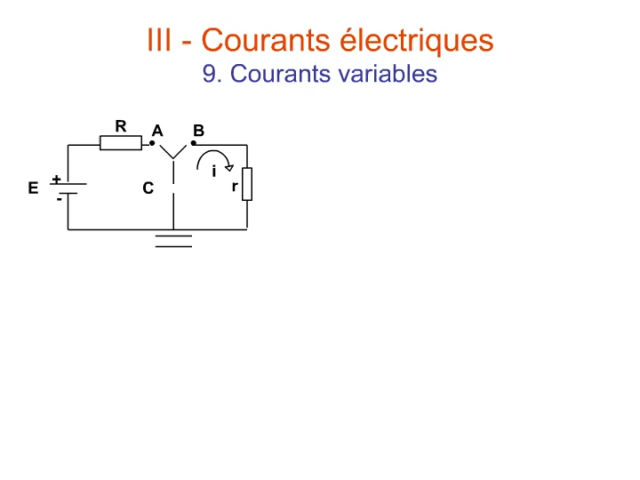 III - Courants électriques
9. Courants variables
R A B
i
E + C r
-